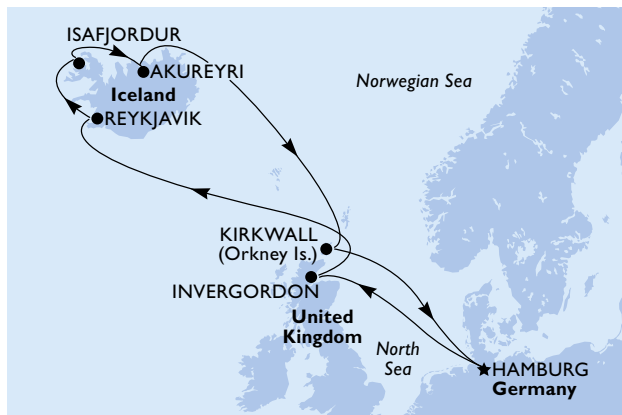 ISAFJORDUR
AKUREYRI
Iceland
REYKJAVIK
Norwegian Sea
KIRKWALL
(Orkney Is.)
INVERGORDON
United
Kingdom
North
Sea
HAMBURG
Germany